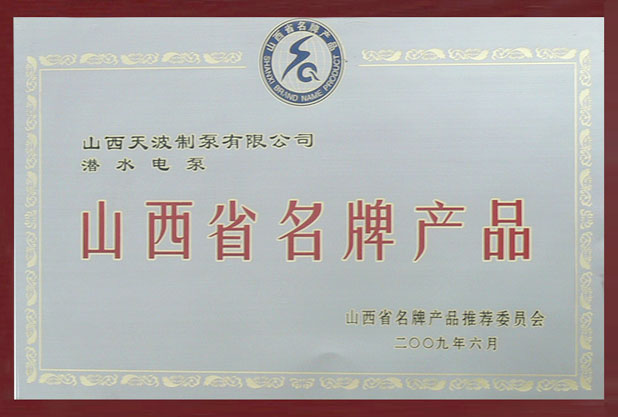 山西省名牌产品
SHANXI BRAND NAME PRODUCT
山西天波制泵有限公司
潜水电泵
山西省名牌产品
山西省名牌产品推荐委员会
二〇〇九年六月